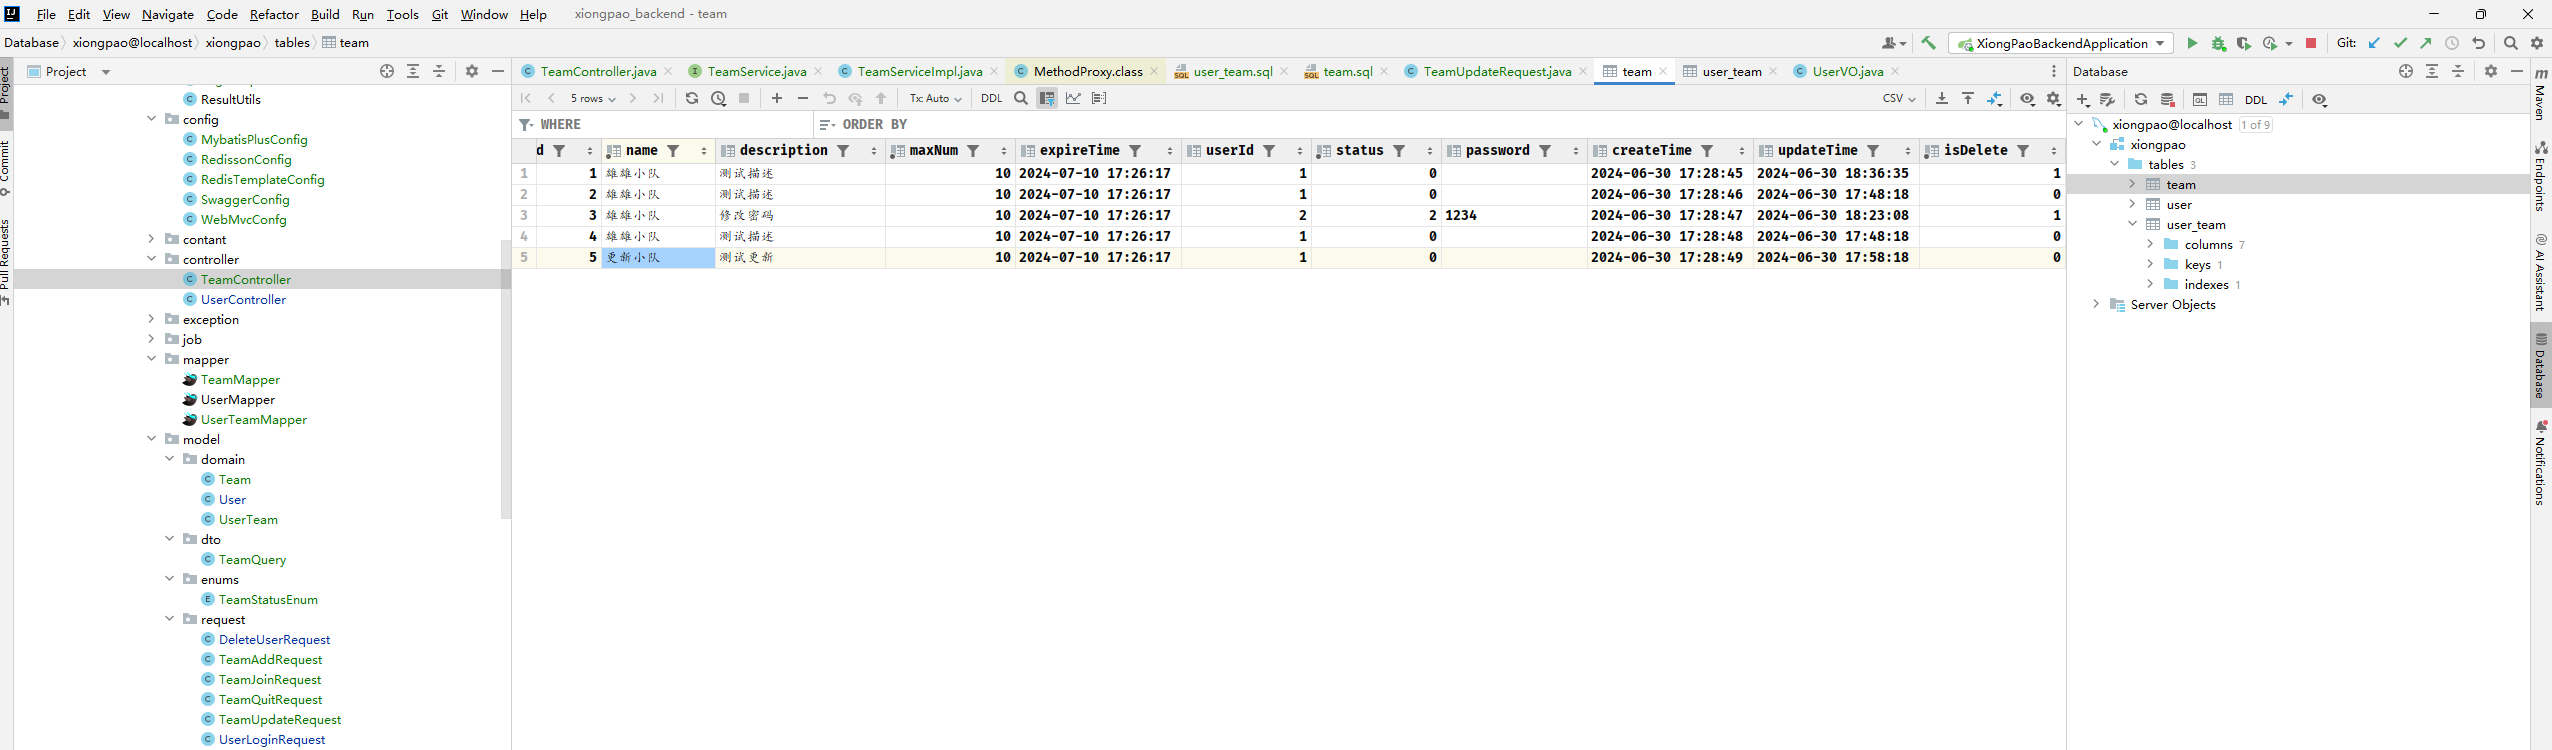 File Edit View Navigate Code Refactor Build Run Tools Git Window Help xiongpao_backend - team
Database xiongpao@localhost xiongpao tables team
XiongPaoBackendApplication Git:
Project
TeamController.java TeamService.java TeamServiceImpl.java MethodProxy.class user_team.sql team.sql TeamUpdateRequest.java team user_team UserVO.java
Database
5 rows Tx: Auto DDL CSV
DDL
WHERE ORDER BY
d name description maxNum expireTime userId status password createTime updateTime isDelete
1 1 雄雄小队 测试描述 10 2024-07-10 17:26:17 1 0 2024-06-30 17:28:45 2024-06-30 18:36:35 1
2 2 雄雄小队 测试描述 10 2024-07-10 17:26:17 1 0 2024-06-30 17:28:46 2024-06-30 17:48:18 0
3 3 雄雄小队 修改密码 10 2024-07-10 17:26:17 2 2 1234 2024-06-30 17:28:47 2024-06-30 18:23:08 1
4 4 雄雄小队 测试描述 10 2024-07-10 17:26:17 1 0 2024-06-30 17:28:48 2024-06-30 17:48:18 0
5 5 更新小队 测试更新 10 2024-07-10 17:26:17 1 0 2024-06-30 17:28:49 2024-06-30 17:58:18 0
Project
Commit
Pull Requests
ResultUtils
config
MybatisPlusConfig
RedissonConfig
RedisTemplateConfig
SwaggerConfig
WebMvcConfg
contant
controller
TeamController
UserController
exception
job
mapper
TeamMapper
UserMapper
UserTeamMapper
model
domain
Team
User
UserTeam
dto
TeamQuery
enums
TeamStatusEnum
request
DeleteUserRequest
TeamAddRequest
TeamJoinRequest
TeamQuitRequest
TeamUpdateRequest
UserLoginRequest
xiongpao@localhost 1 of 9
xiongpao
tables 3
team
user
user_team
columns 7
keys 1
indexes 1
Server Objects
Maven
Endpoints
AI Assistant
Database
Notifications